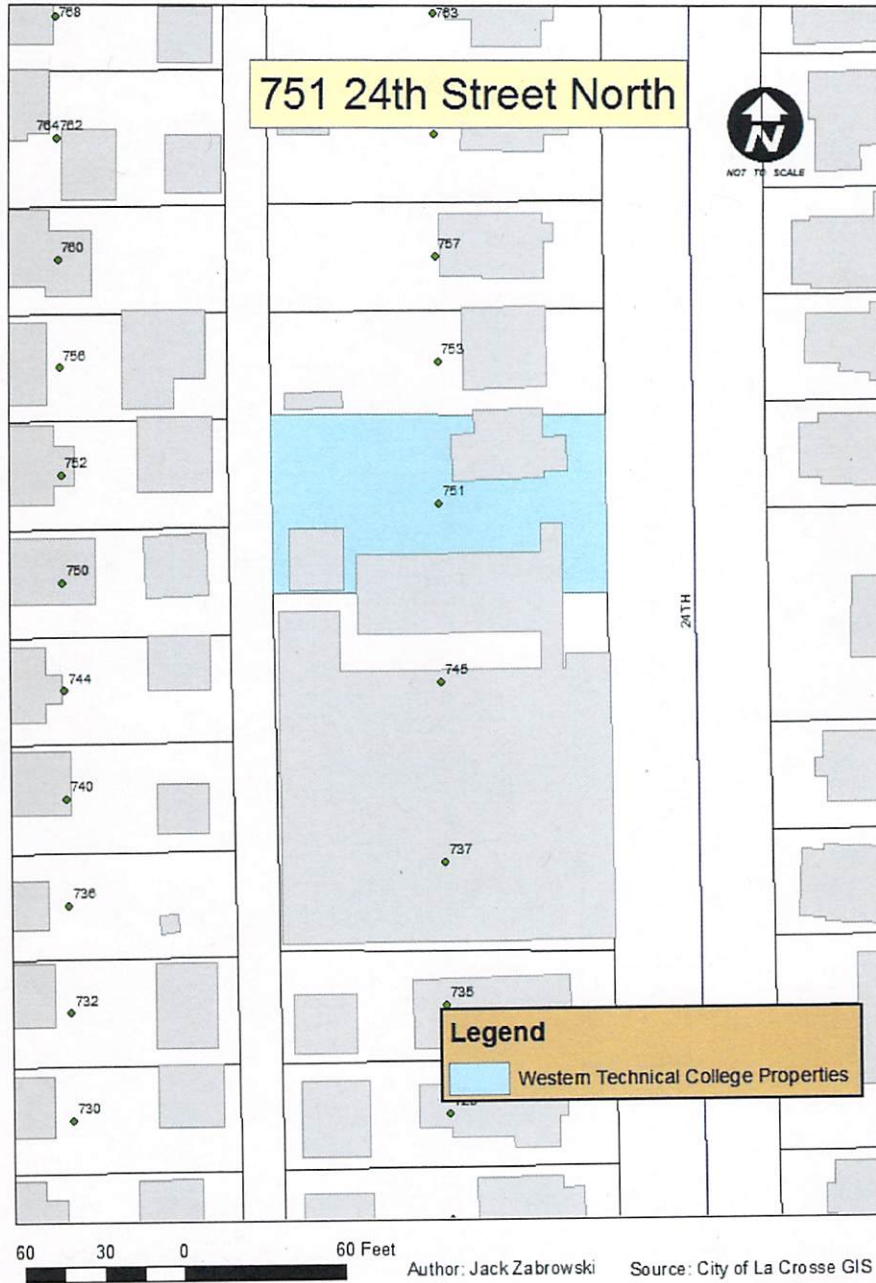 768
763
751 24th Street North
764762
N
NOT TO SCALE
760
757
756
753
752
751
750
24TH
744
745
740
737
736
732
735
Legend
Western Technical College Properties
730
60 30 0 60 Feet
Author: Jack Zabrowski Source: City of La Crosse GIS